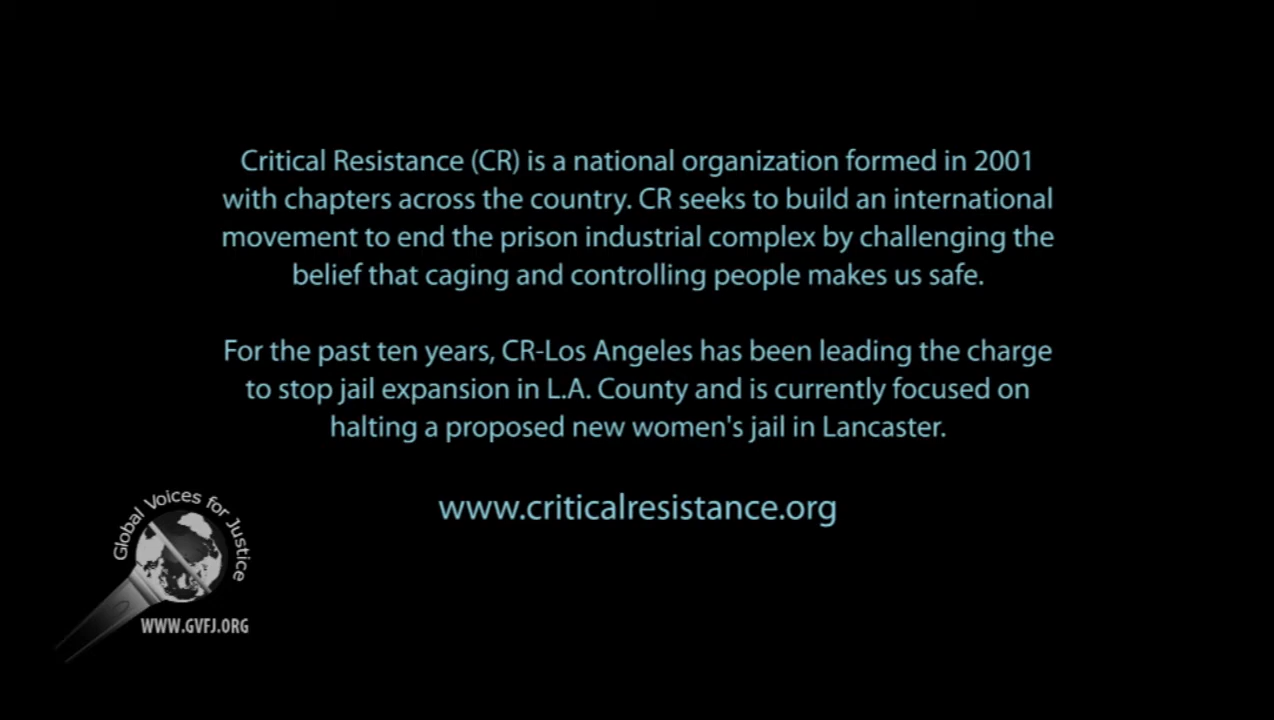 Critical Resistance (CR) is a national organization formed in 2001
with chapters across the country. CR seeks to build an international
movement to end the prison industrial complex by challenging the
belief that caging and controlling people makes us safe.
For the past ten years, CR-Los Angeles has been leading the charge
to stop jail expansion in L.A. County and is currently focused on
halting a proposed new women's jail in Lancaster.
www.criticalresistance.org
Global Voices for Justice
WWW.GVFJ.ORG